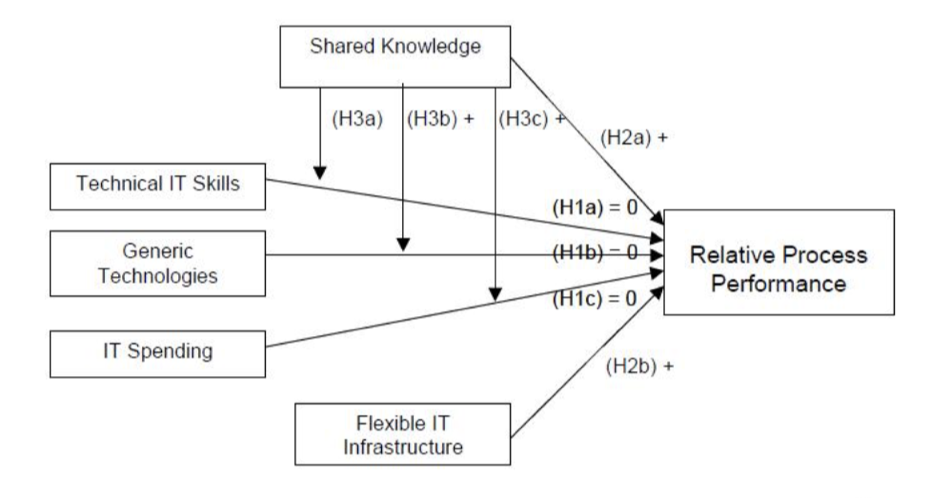 Shared Knowledge
(H3a)
(H3b) +
(H3c) +
(H2a) +
Technical IT Skills
(H1a) = 0
Generic
Technologies
(H1b) = 0
Relative Process
Performance
(H1c) = 0
IT Spending
(H2b) +
Flexible IT
Infrastructure